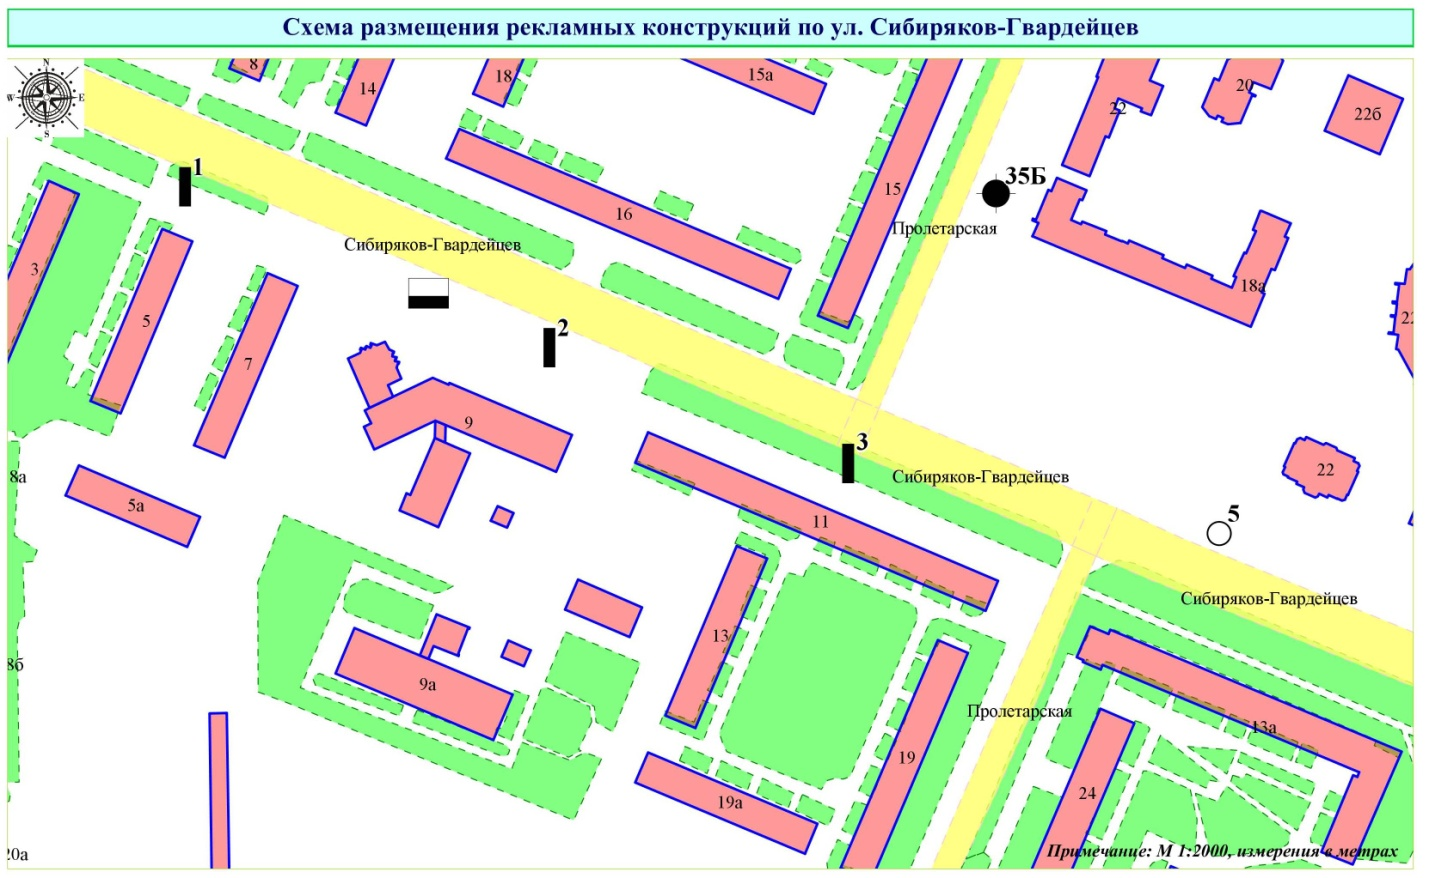 Схема размещения рекламных конструкций по ул. Сибиряков-Гвардейцев
N
W E
S
8
14
18
15а
22
20
22б
1
35Б
15
16
Пролетарская
Сибиряков-Гвардейцев
3
5
7
2
18а
9
3
8а
5а
11
Сибиряков-Гвардейцев
22
5
Сибиряков-Гвардейцев
13
8б
9а
Пролетарская
13а
19
19а
24
20а
Примечание: М 1:2000, измерения в метрах